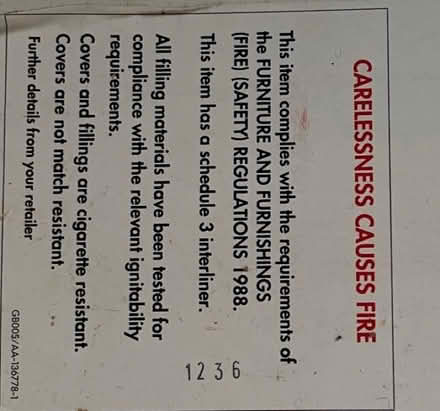 CARELESSNESS CAUSES FIRE
This item complies with the requirements of
the FURNITURE AND FURNISHINGS
(FIRE) (SAFETY) REGULATIONS 1988.
This item has a schedule 3 interliner.
All filling materials have been tested for
compliance with the relevant ignitability
requirements.
Covers and fillings are cigarette resistant.
Covers are not match resistant.
Further details from your retailer
1236
GB005/AA-136778-1